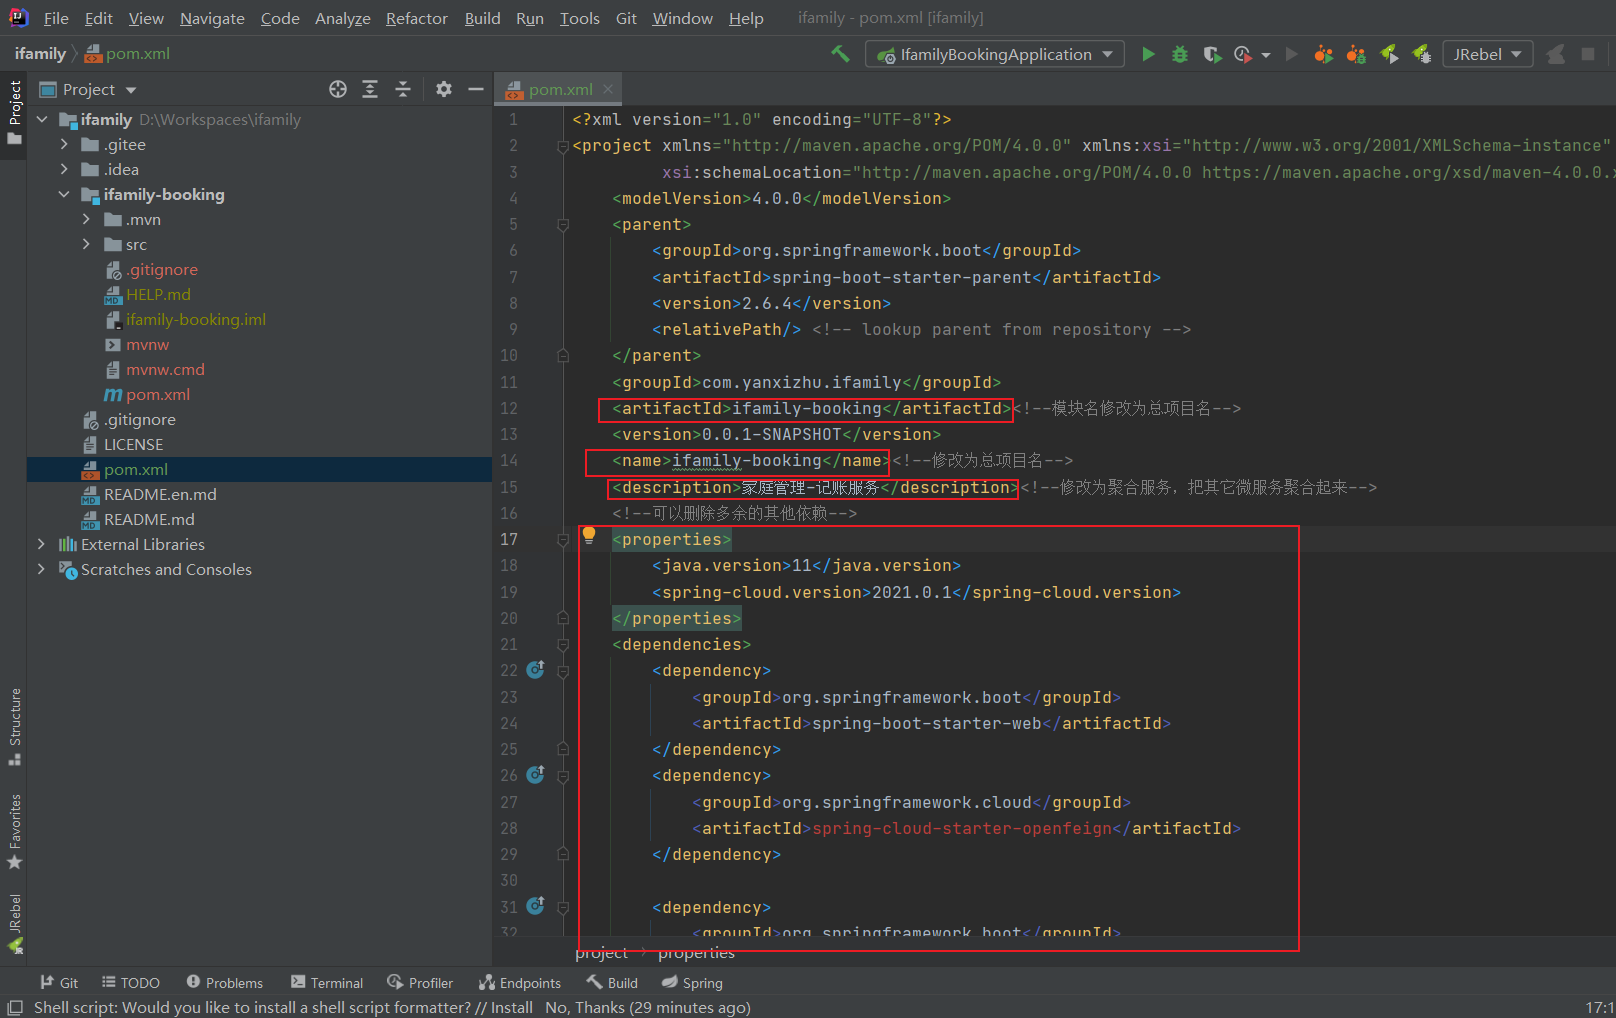 File Edit View Navigate Code Analyze Refactor Build Run Tools Git Window Help ifamily - pom.xml [ifamily]
ifamily pom.xml IfamilyBookingApplication JRebel
Project
Project
pom.xml
ifamily D:\Workspaces\ifamily
.gitee
.idea
ifamily-booking
.mvn
src
.gitignore
HELP.md
ifamily-booking.iml
mvnw
mvnw.cmd
pom.xml
.gitignore
LICENSE
pom.xml
README.en.md
README.md
External Libraries
Scratches and Consoles
Structure
Favorites
JRebel
1 <?xml version="1.0" encoding="UTF-8"?>
2 <project xmlns="http://maven.apache.org/POM/4.0.0" xmlns:xsi="http://www.w3.org/2001/XMLSchema-instance"
3 xsi:schemaLocation="http://maven.apache.org/POM/4.0.0 https://maven.apache.org/xsd/maven-4.0.0.x
4 <modelVersion>4.0.0</modelVersion>
5 <parent>
6 <groupId>org.springframework.boot</groupId>
7 <artifactId>spring-boot-starter-parent</artifactId>
8 <version>2.6.4</version>
9 <relativePath/> <!-- lookup parent from repository -->
10 </parent>
11 <groupId>com.yanxizhu.ifamily</groupId>
12 <artifactId>ifamily-booking</artifactId><!--模块名修改为总项目名-->
13 <version>0.0.1-SNAPSHOT</version>
14 <name>ifamily-booking</name><!--修改为总项目名-->
15 <description>家庭管理-记账服务</description><!--修改为聚合服务，把其它微服务聚合起来-->
16 <!--可以删除多余的其他依赖-->
17 <properties>
18 <java.version>11</java.version>
19 <spring-cloud.version>2021.0.1</spring-cloud.version>
20 </properties>
21 <dependencies>
22 <dependency>
23 <groupId>org.springframework.boot</groupId>
24 <artifactId>spring-boot-starter-web</artifactId>
25 </dependency>
26 <dependency>
27 <groupId>org.springframework.cloud</groupId>
28 <artifactId>spring-cloud-starter-openfeign</artifactId>
29 </dependency>
30
31 <dependency>
32 <groupId>org.springframework.boot</groupId>
project properties
Git TODO Problems Terminal Profiler Endpoints Build Spring
Shell script: Would you like to install a shell script formatter? // Install No, Thanks (29 minutes ago) 17:1